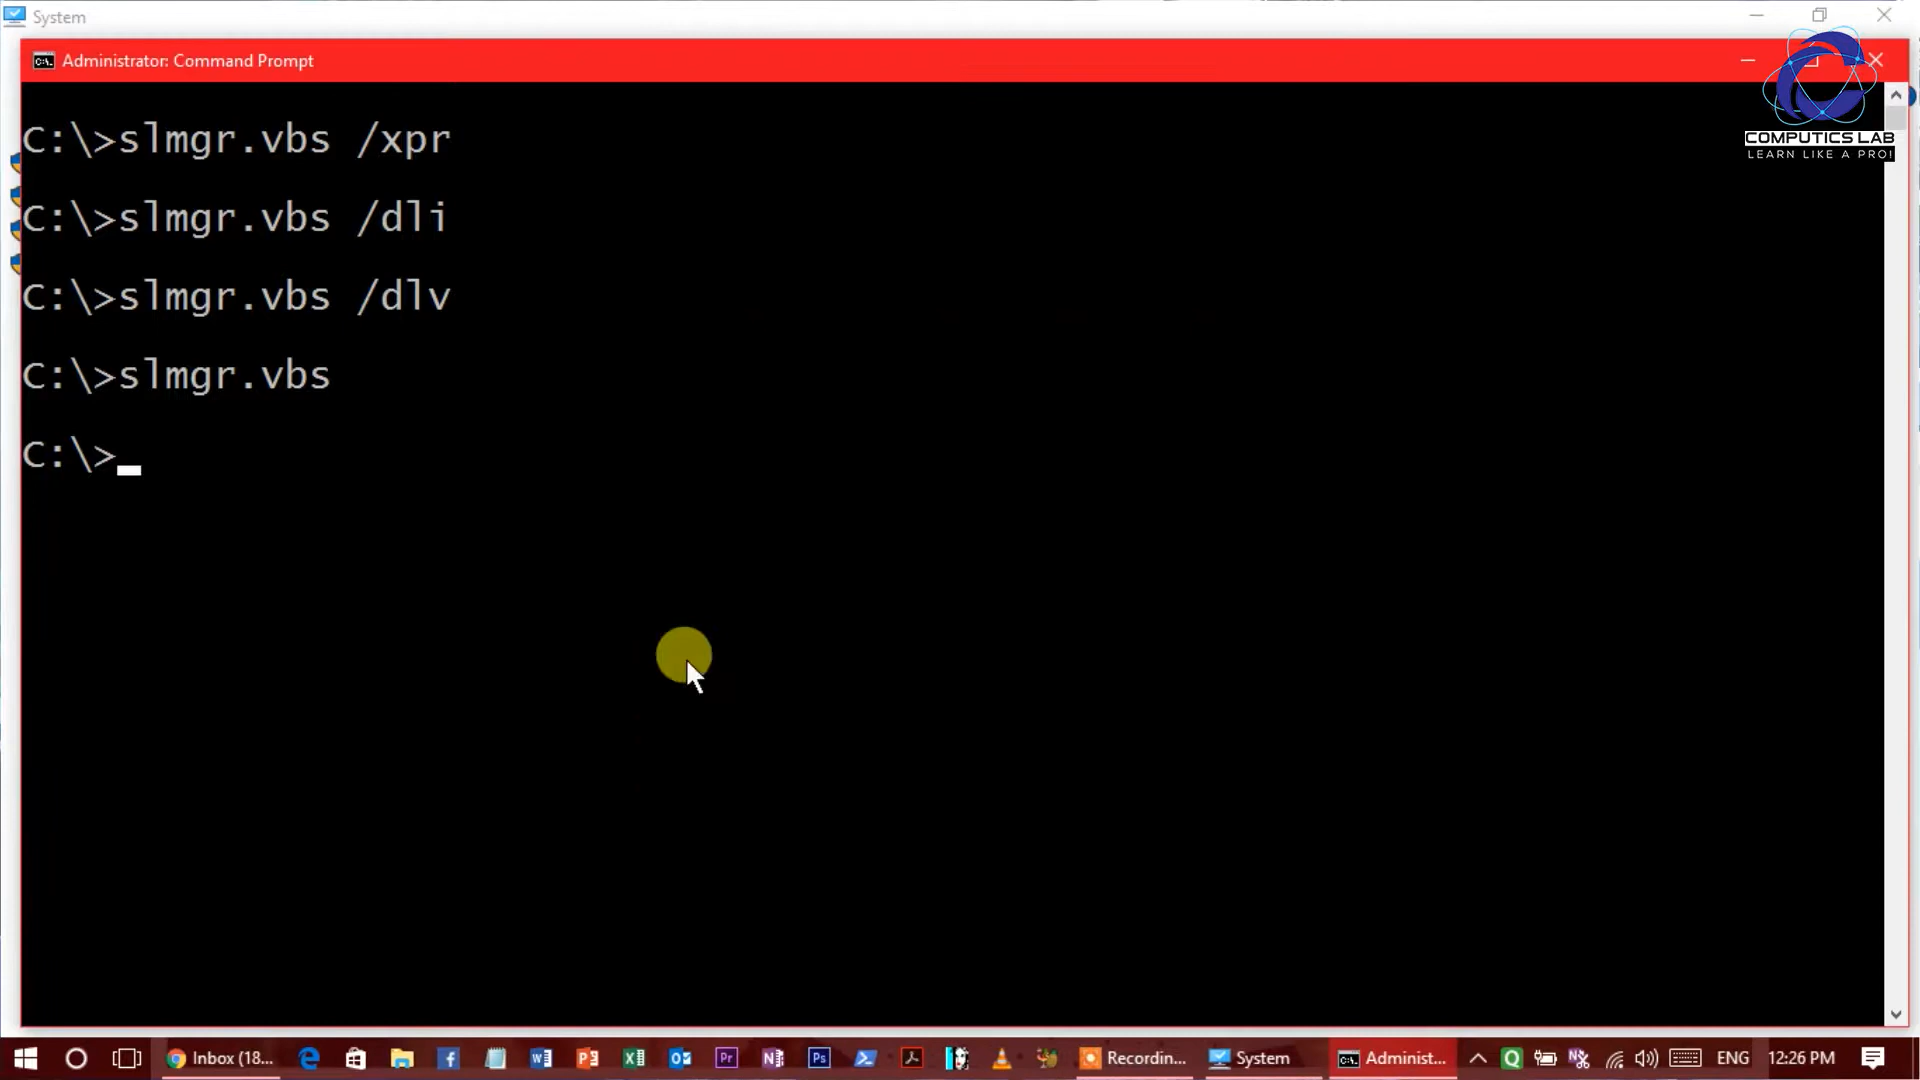 System
Administrator: Command Prompt
COMPUTICS LAB
LEARN LIKE A PRO!
C:\>slmgr.vbs /xpr
C:\>slmgr.vbs /dli
C:\>slmgr.vbs /dlv
C:\>slmgr.vbs
C:\>
Inbox (18... Recordin... System Administ... ENG 12:26 PM